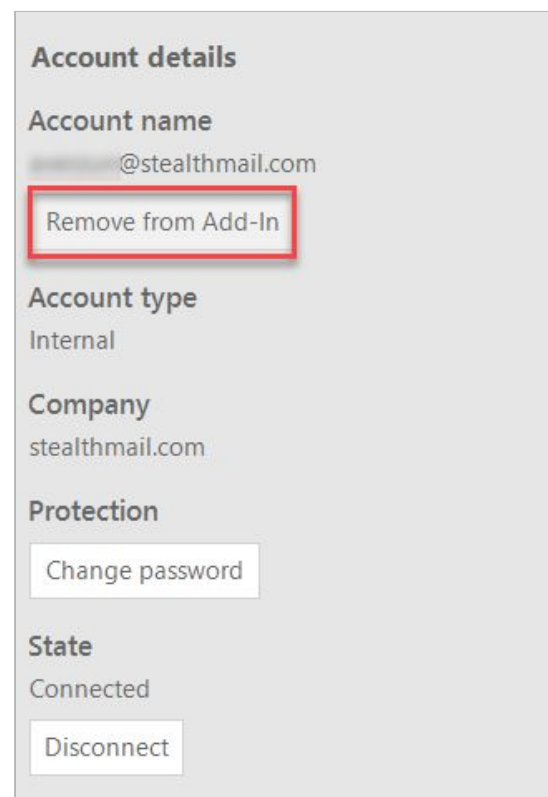 Account details
Account name
@stealthmail.com
Remove from Add-In
Account type
Internal
Company
stealthmail.com
Protection
Change password
State
Connected
Disconnect